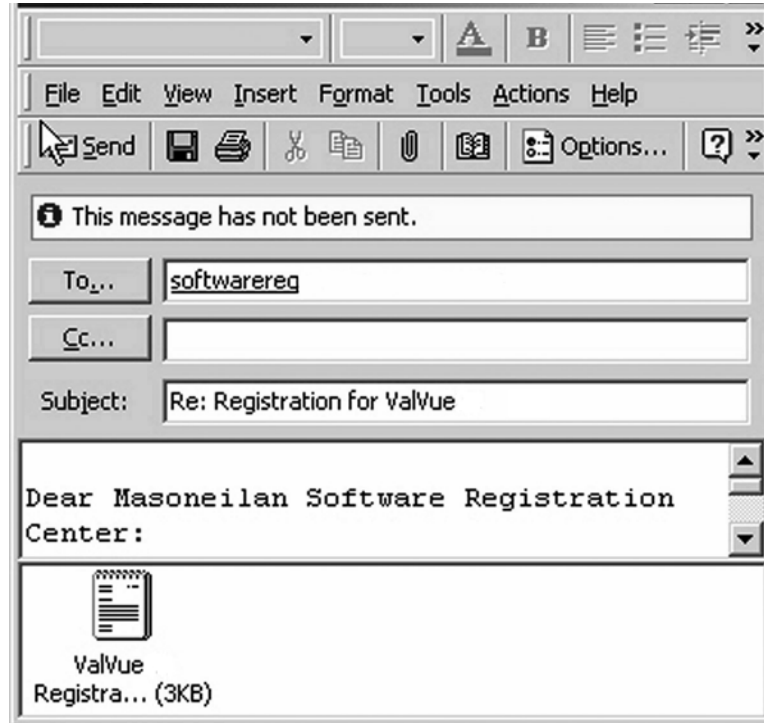 A B
File Edit View Insert Format Tools Actions Help
Send Options...
This message has not been sent.
To... softwarereg
Cc...
Subject: Re: Registration for ValVue
Dear Masoneilan Software Registration
Center:
ValVue
Registra... (3KB)